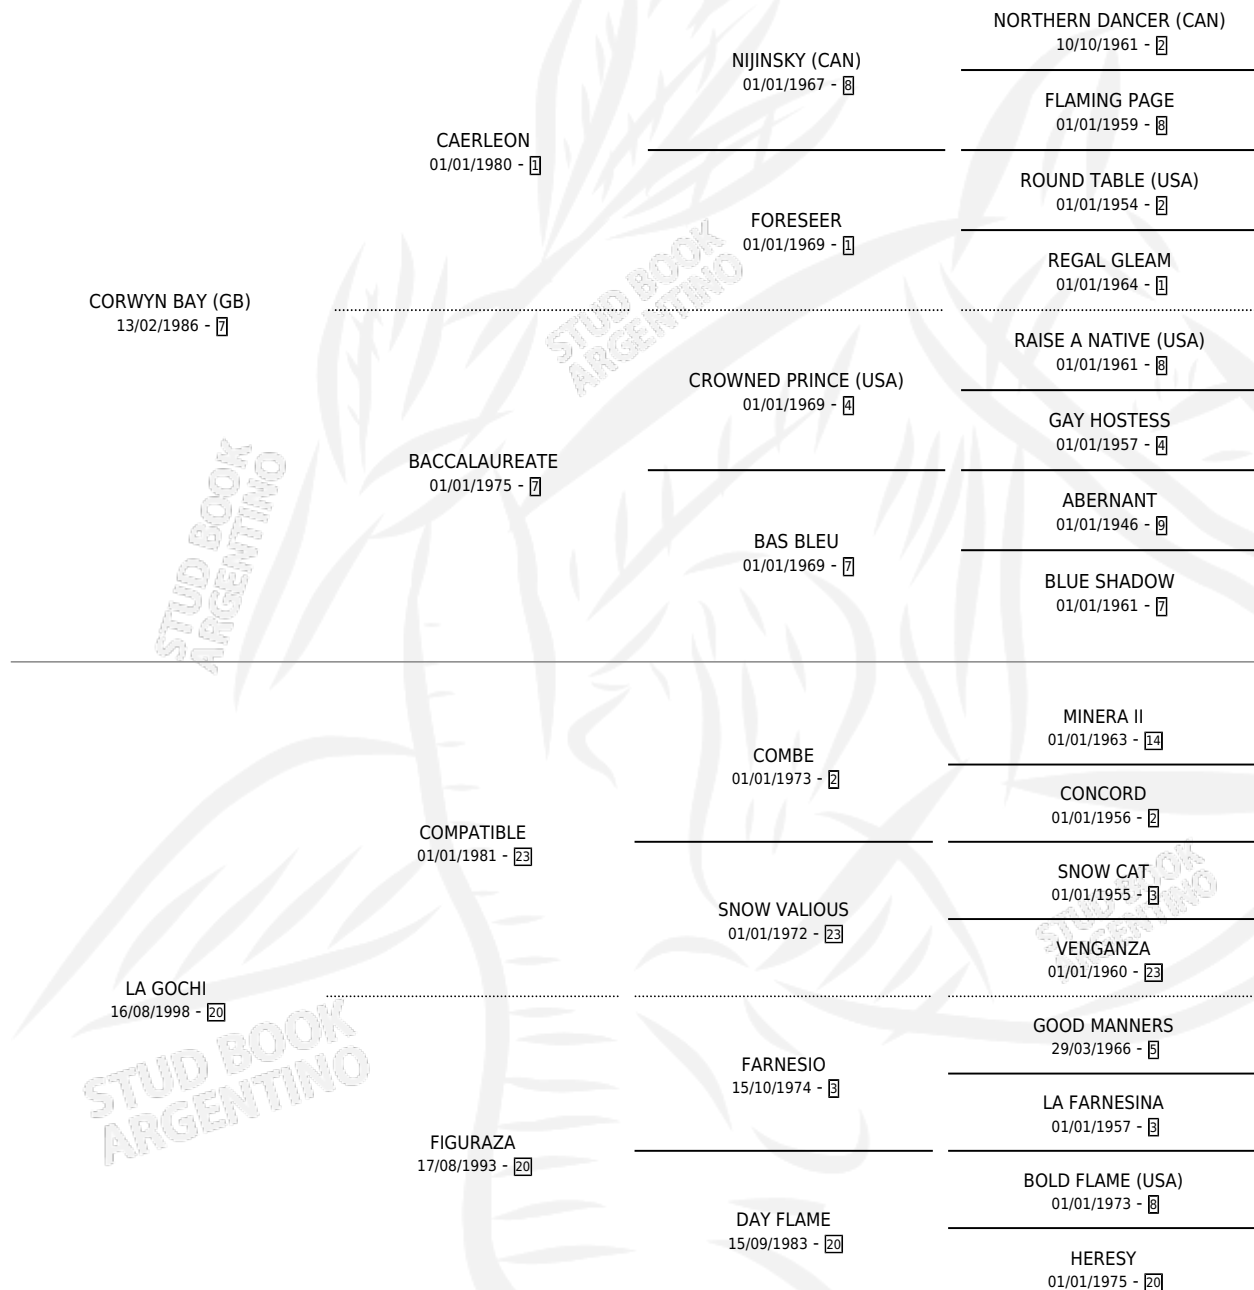 NORTHERN DANCER (CAN)
10/10/1961 - 2
NIJINSKY (CAN)
01/01/1967 - 8
FLAMING PAGE
01/01/1959 - 8
CAERLEON
01/01/1980 - 1
ROUND TABLE (USA)
01/01/1954 - 2
FORESEER
01/01/1969 - 1
REGAL GLEAM
01/01/1964 - 1
CORWYN BAY (GB)
13/02/1986 - 7
RAISE A NATIVE (USA)
01/01/1961 - 8
CROWNED PRINCE (USA)
01/01/1969 - 4
GAY HOSTESS
01/01/1957 - 4
BACCALAUREATE
01/01/1975 - 7
ABERNANT
01/01/1946 - 9
BAS BLEU
01/01/1969 - 7
BLUE SHADOW
01/01/1961 - 7
MINERA II
01/01/1963 - 14
COMBE
01/01/1973 - 2
CONCORD
01/01/1956 - 2
COMPATIBLE
01/01/1981 - 23
SNOW CAT
01/01/1955 - 3
SNOW VALIOUS
01/01/1972 - 23
VENGANZA
01/01/1960 - 23
LA GOCHI
16/08/1998 - 20
GOOD MANNERS
29/03/1966 - 5
FARNESIO
15/10/1974 - 3
LA FARNESINA
01/01/1957 - 3
FIGURAZA
17/08/1993 - 20
BOLD FLAME (USA)
01/01/1973 - 8
DAY FLAME
15/09/1983 - 20
HERESY
01/01/1975 - 20
STUD BOOK
ARGENTINO
STUD BOOK
ARGENTINO
STUD BOOK
ARGENTINO
STUD BOOK
ARGENTINO